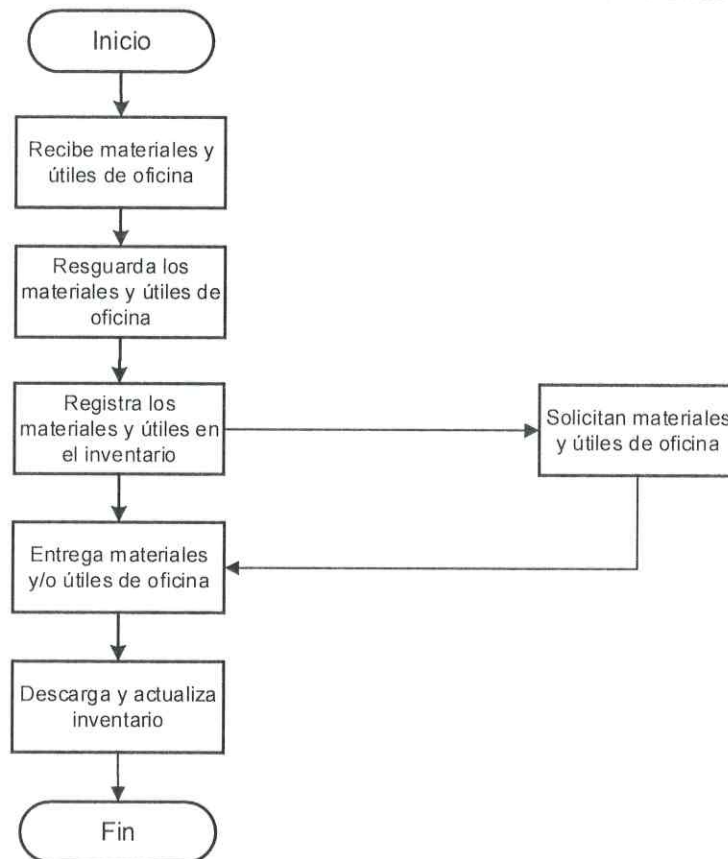 Inicio
Recibe materiales y
útiles de oficina
Resguarda los
materiales y útiles de
oficina
Registra los
materiales y útiles en
el inventario
Solicitan materiales
y útiles de oficina
Entrega materiales
y/o útiles de oficina
Descarga y actualiza
inventario
Fin